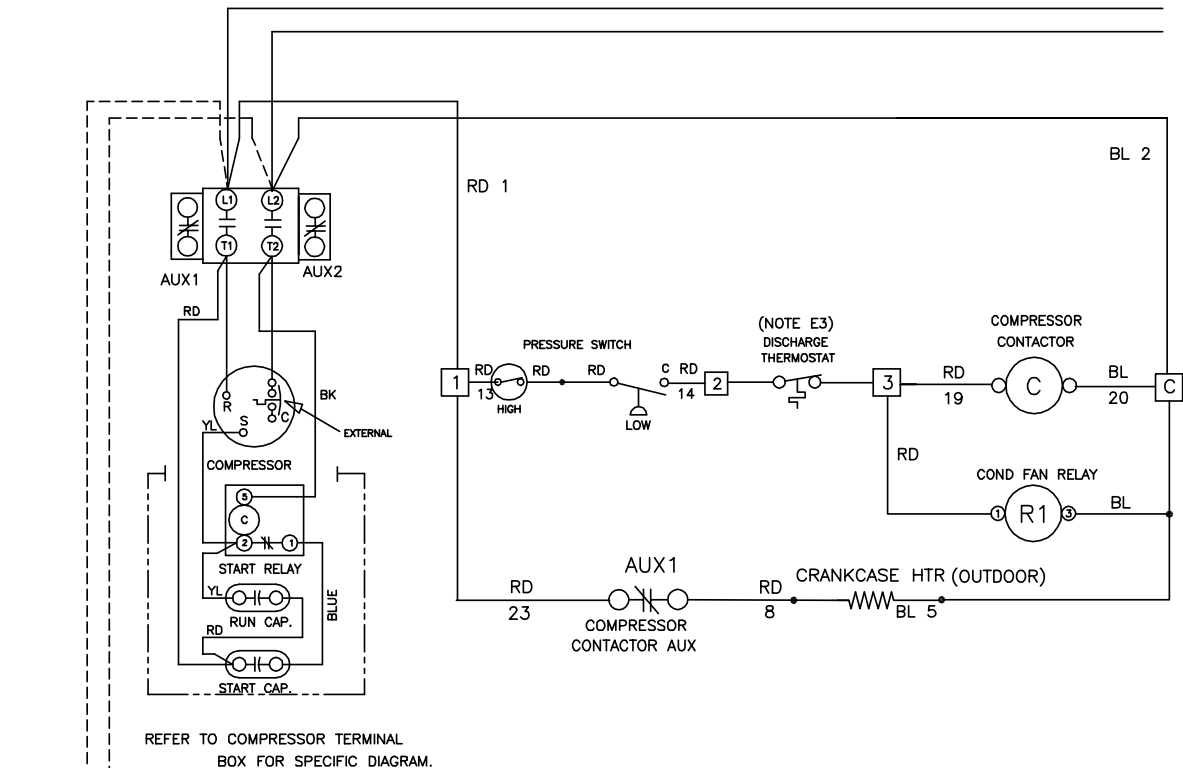 BL 2
RD 1
L1
L2
T1
T2
AUX1
AUX2
RD
(NOTE E3)
DISCHARGE
THERMOSTAT
COMPRESSOR
CONTACTOR
PRESSURE SWITCH
1
RD
13
HIGH
RD
RD
LOW
C
RD
14
2
3
RD
19
C
BL
20
C
R
S
C
BK
YL
EXTERNAL
COMPRESSOR
RD
COND FAN RELAY
1
R1
3
BL
5
C
2
1
START RELAY
YL
RUN CAP.
BLUE
RD
START CAP.
RD
23
AUX1
COMPRESSOR
CONTACTOR AUX
RD
8
CRANKCASE HTR (OUTDOOR)
BL 5
REFER TO COMPRESSOR TERMINAL
BOX FOR SPECIFIC DIAGRAM.